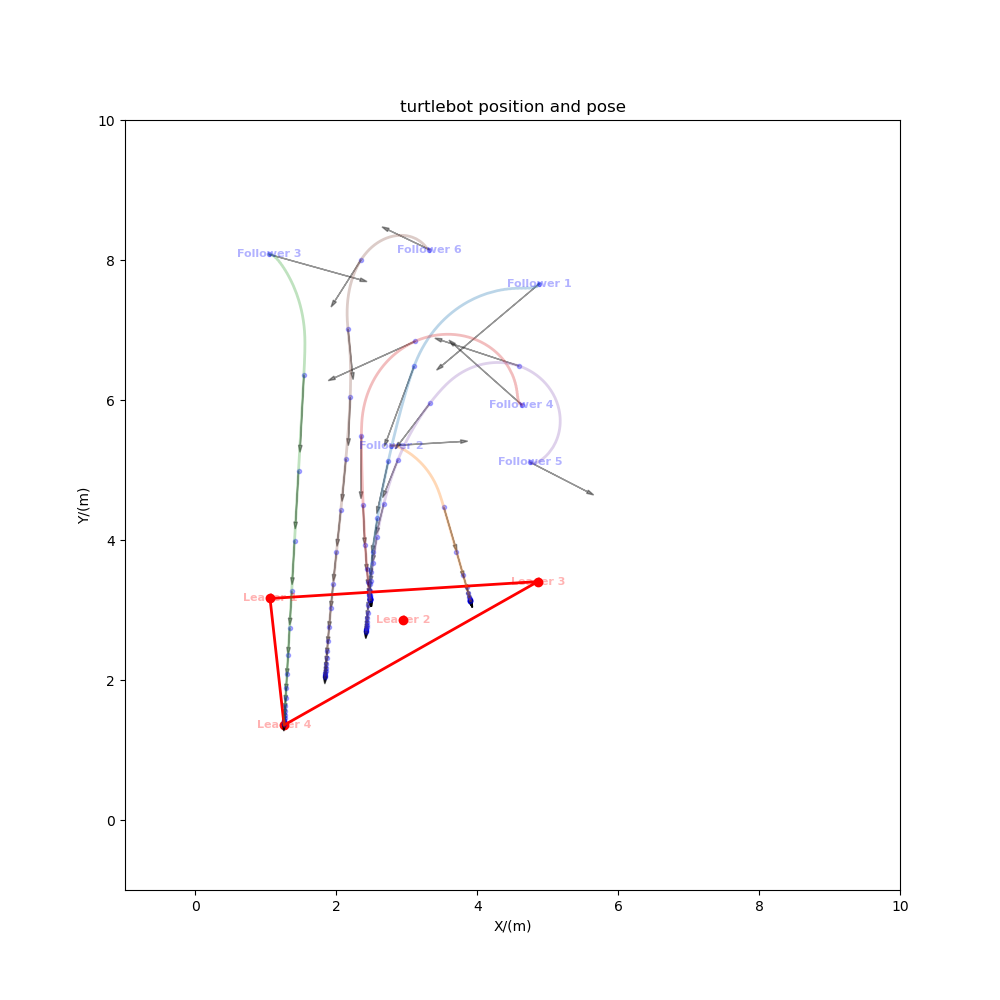 turtlebot position and pose
10
8
6
4
2
0
Y/(m)
Follower 3
Follower 6
Follower 1
Follower 4
Follower 2
Follower 5
Leader 3
Leader 1
Leader 2
Leader 4
0 2 4 6 8 10
X/(m)